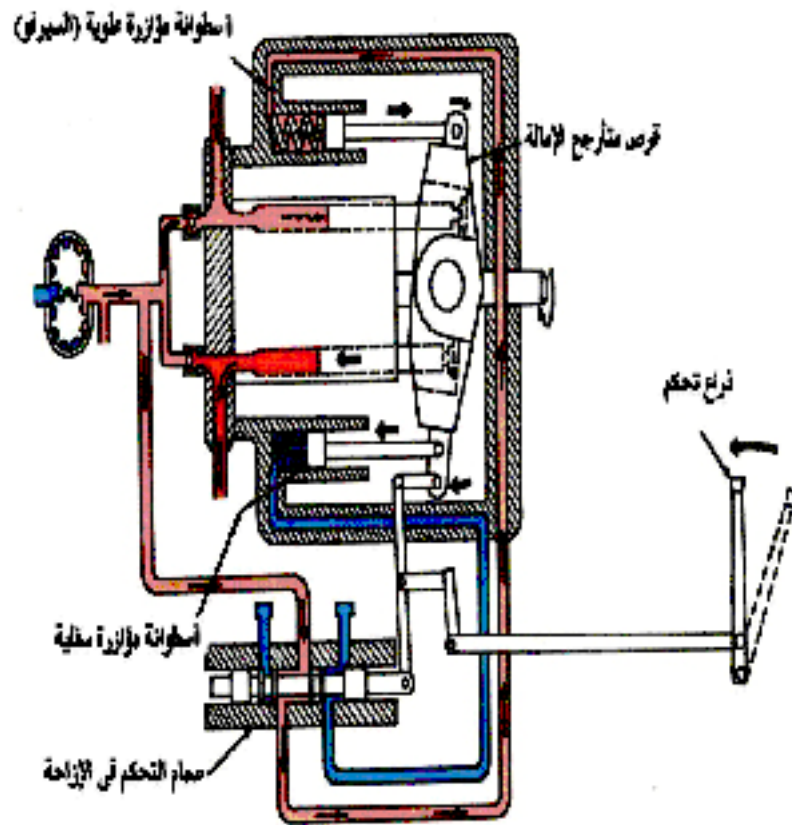 أسطوانة مؤازرة علوية (السيرفو)
قرص متأرجح الإمالة
ذراع تحكم
أسطوانة مؤازرة سفلية
صمام التحكم في الإزاحة